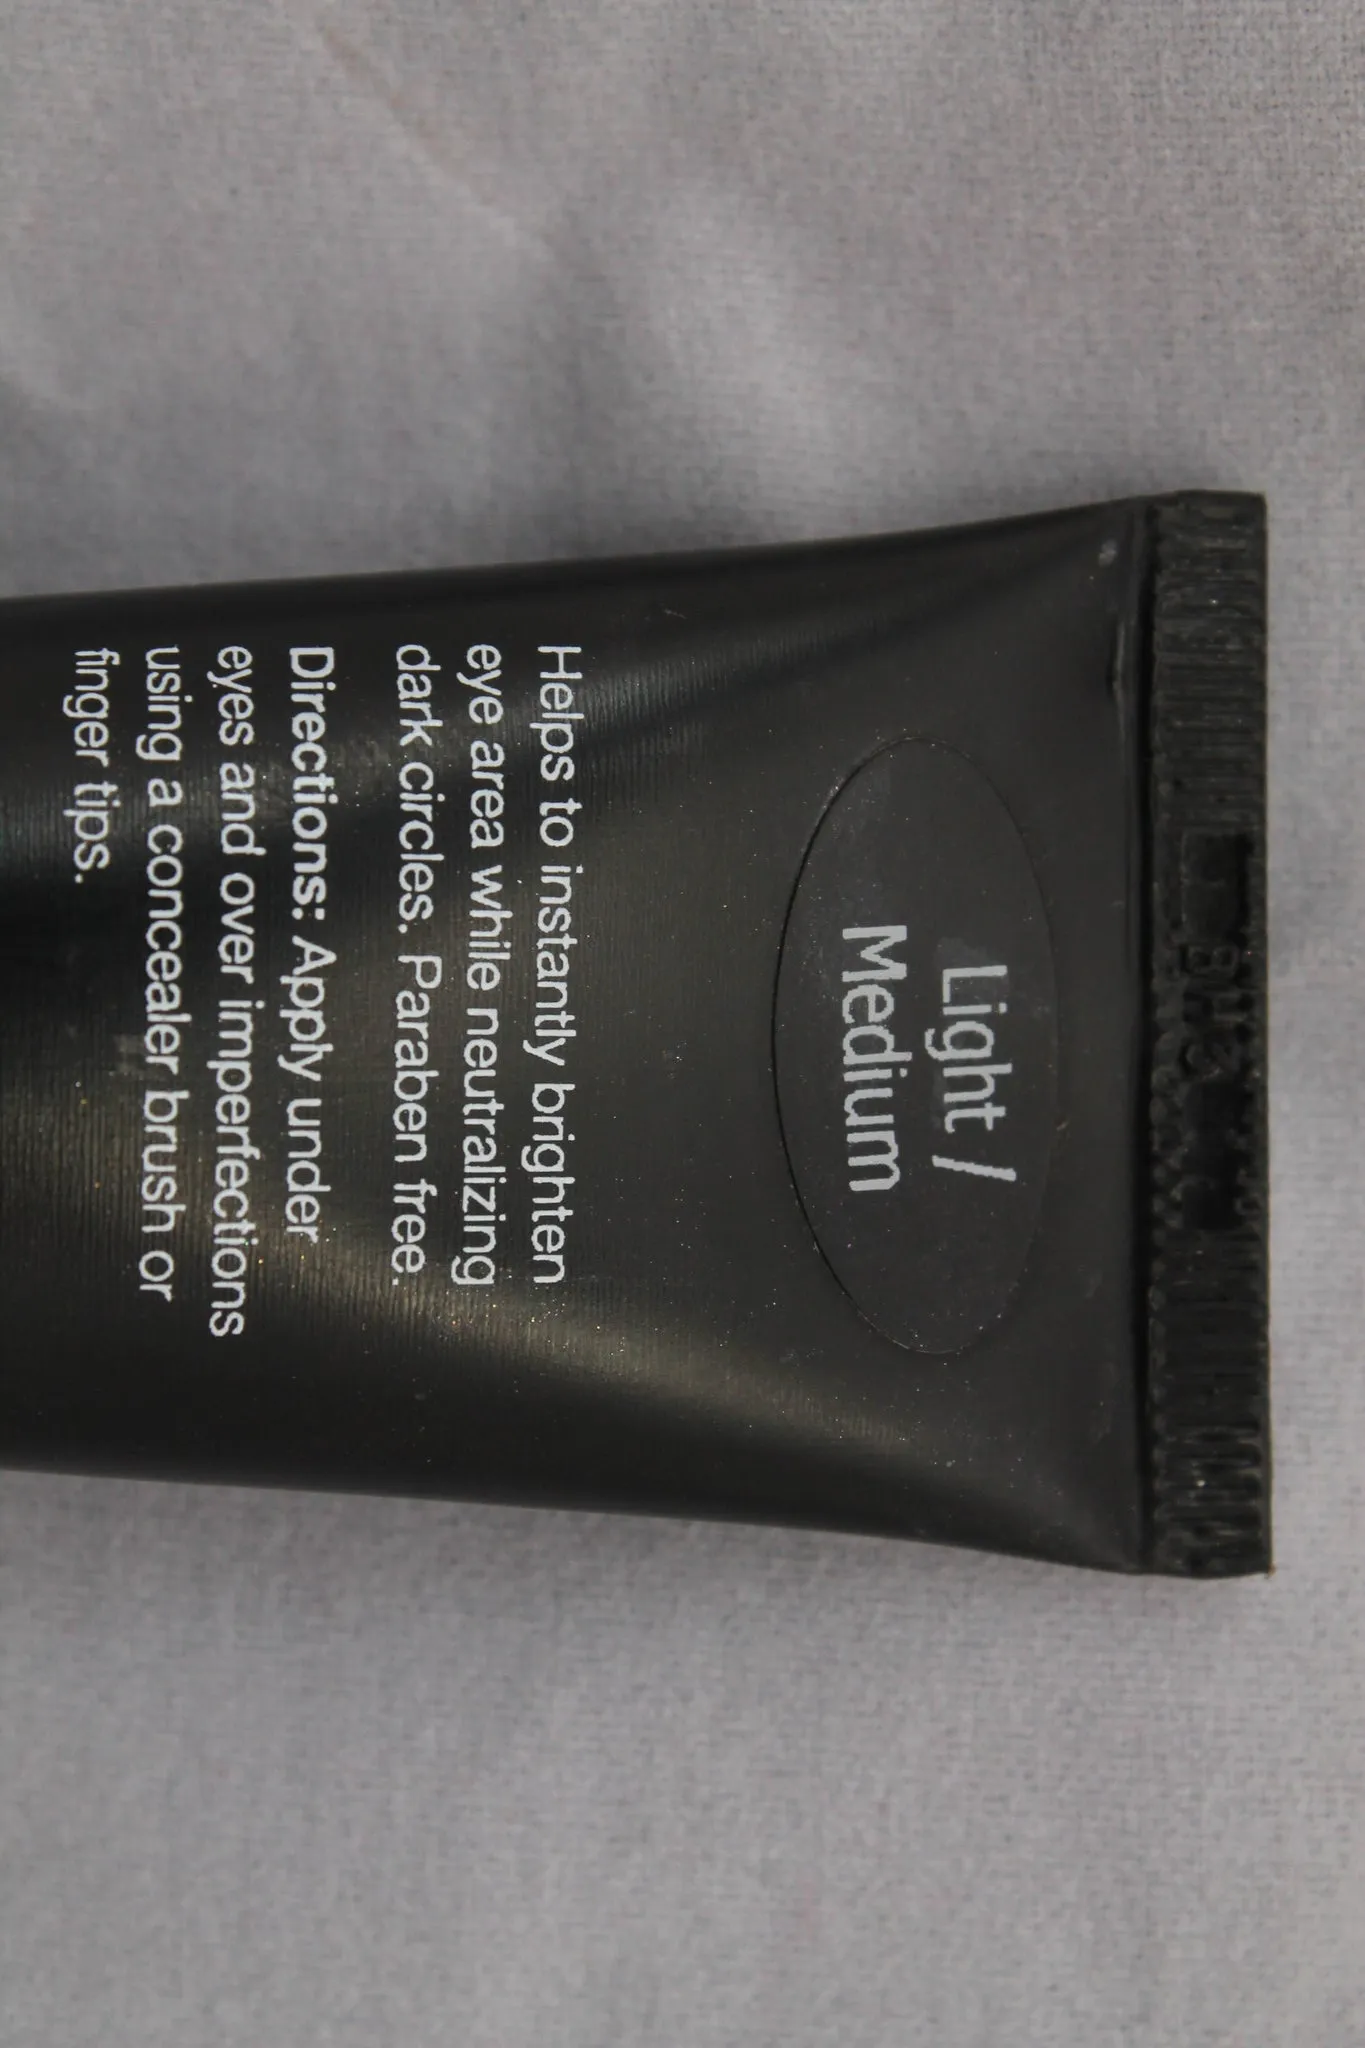 Light /
Medium
Helps to instantly brighten
eye area while neutralizing
dark circles. Paraben free.
Directions: Apply under
eyes and over imperfections
using a concealer brush or
finger tips.